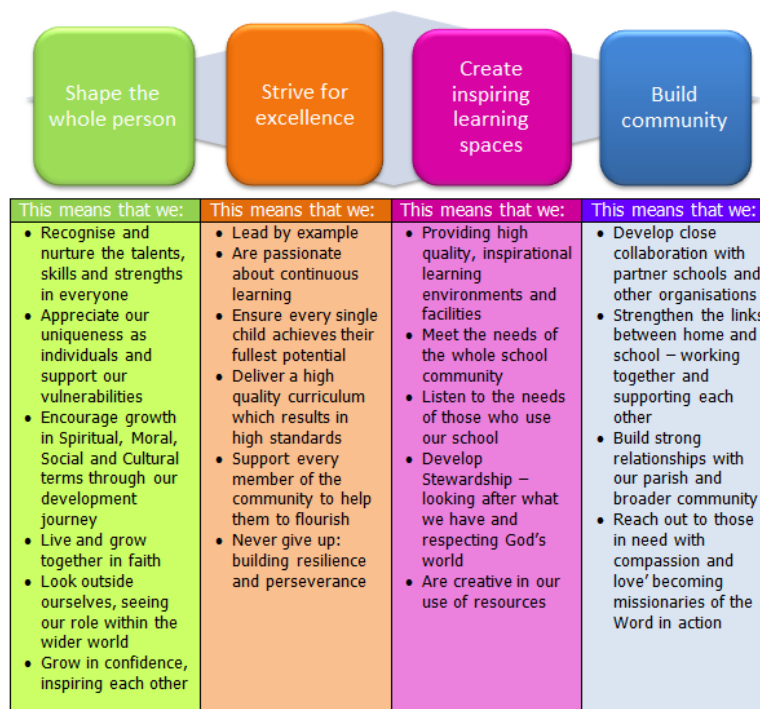 Shape the
whole person
Strive for
excellence
Create
inspiring
learning
spaces
Build
community
This means that we:
• Recognise and
nurture the talents,
skills and strengths
in everyone
• Appreciate our
uniqueness as
individuals and
support our
vulnerabilities
• Encourage growth
in Spiritual, Moral,
Social and Cultural
terms through our
development
journey
• Live and grow
together in faith
• Look outside
ourselves, seeing
our role within the
wider world
• Grow in confidence,
inspiring each other
This means that we:
• Lead by example
• Are passionate
about continuous
learning
• Ensure every single
child achieves their
fullest potential
• Deliver a high
quality curriculum
which results in
high standards
• Support every
member of the
community to help
them to flourish
• Never give up:
building resilience
and perseverance
This means that we:
• Providing high
quality, inspirational
learning
environments and
facilities
• Meet the needs of
the whole school
community
• Listen to the needs
of those who use
our school
• Develop
Stewardship –
looking after what
we have and
respecting God's
world
• Are creative in our
use of resources
This means that we:
• Develop close
collaboration with
partner schools and
other organisations
• Strengthen the links
between home and
school – working
together and
supporting each
other
• Build strong
relationships with
our parish and
broader community
• Reach out to those
in need with
compassion and
love' becoming
missionaries of the
Word in action